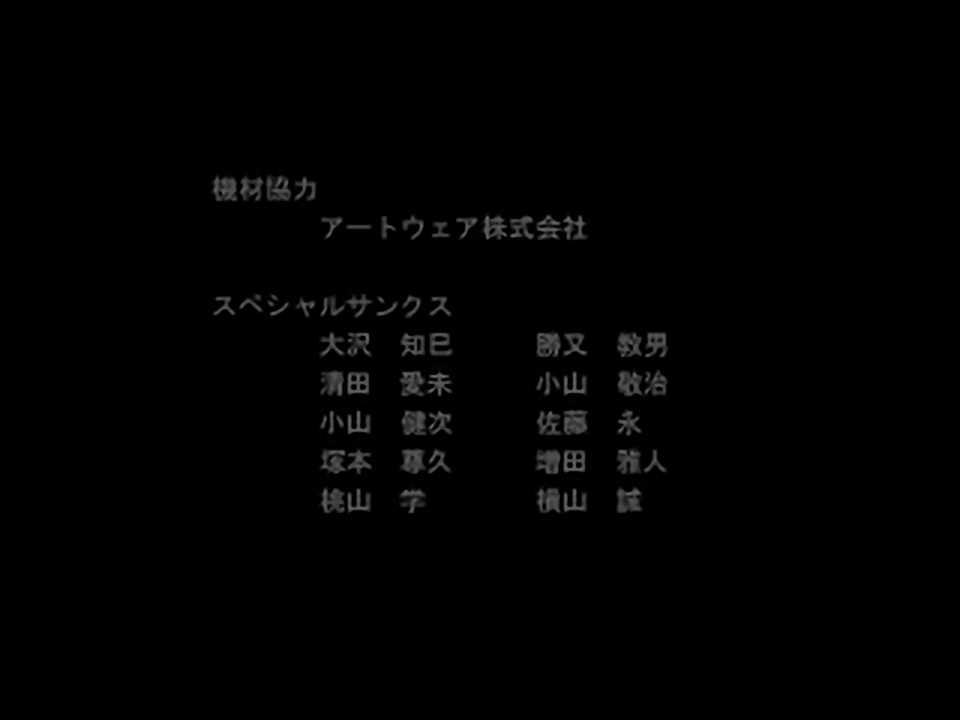 機材協力
アートウェア株式会社
スペシャルサンクス
大沢　知巳　　　勝又　教男
清田　愛未　　　小山　敬治
小山　健次　　　佐藤　永
塚本　尊久　　　増田　雅人
桃山　学　　　横山　誠